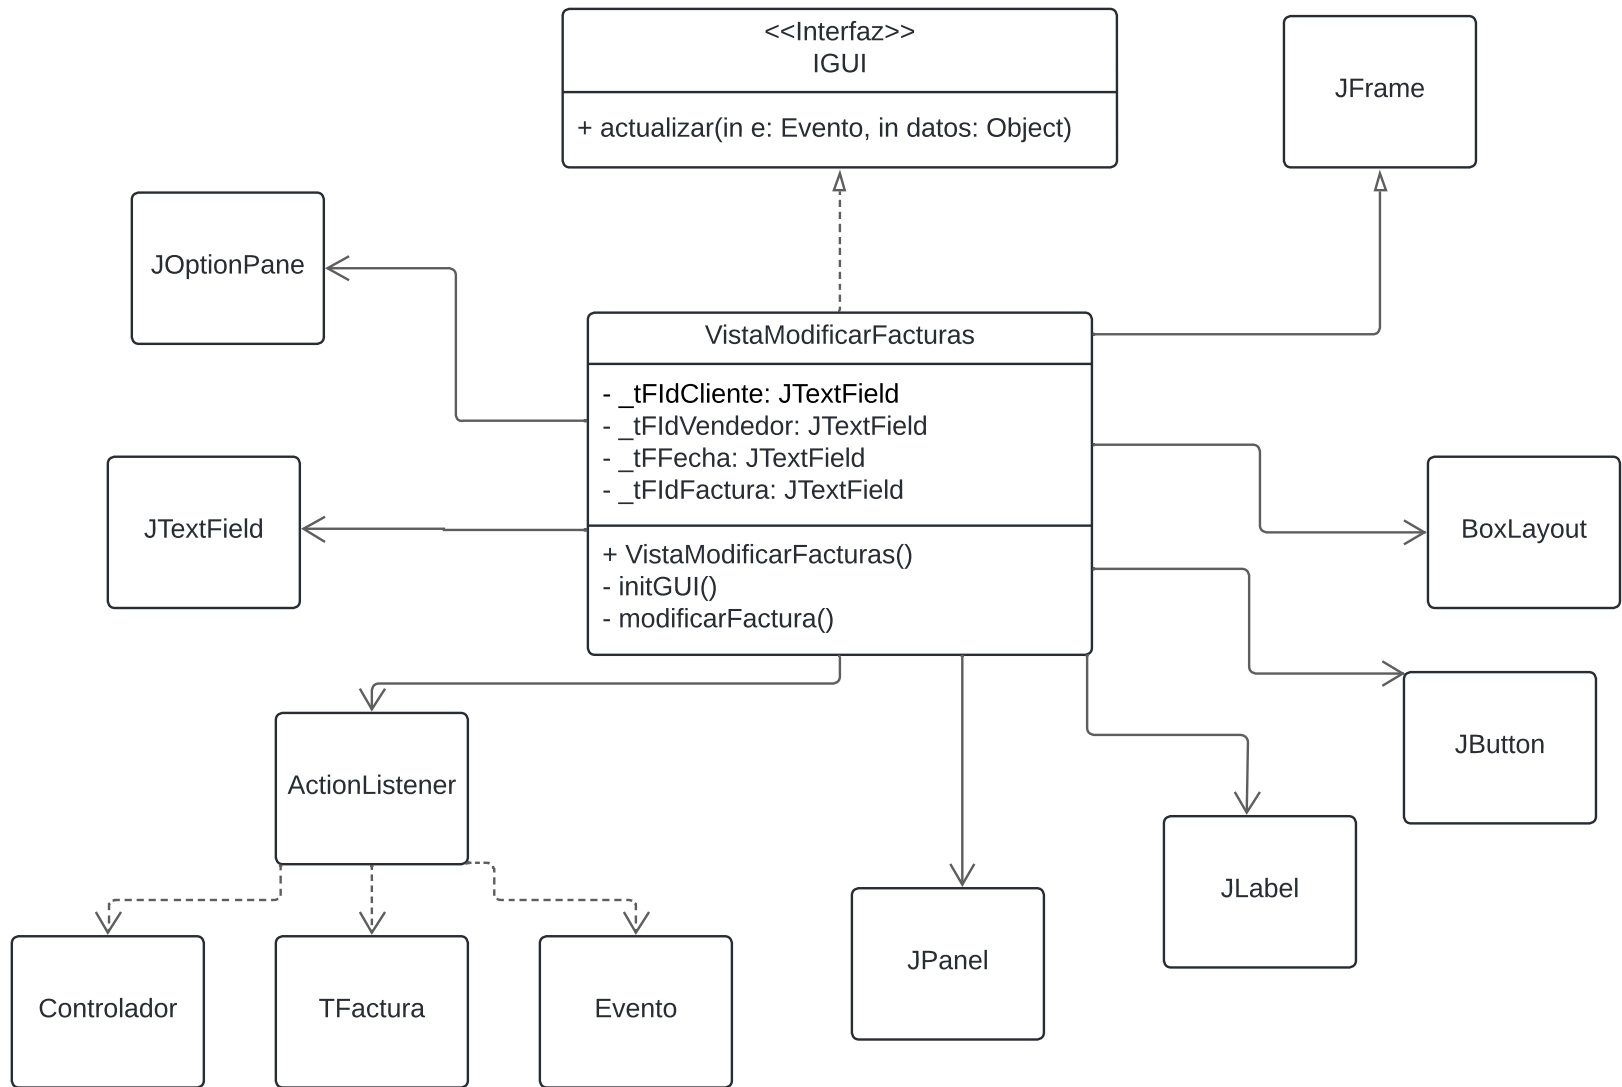 <<Interfaz>>
IGUI
+ actualizar(in e: Evento, in datos: Object)
JFrame
JOptionPane
VistaModificarFacturas
- _tFIdCliente: JTextField
- _tFIdVendedor: JTextField
- _tFFecha: JTextField
- _tFIdFactura: JTextField
+ VistaModificarFacturas()
- initGUI()
- modificarFactura()
JTextField
BoxLayout
JButton
ActionListener
JLabel
JPanel
Controlador
TFactura
Evento